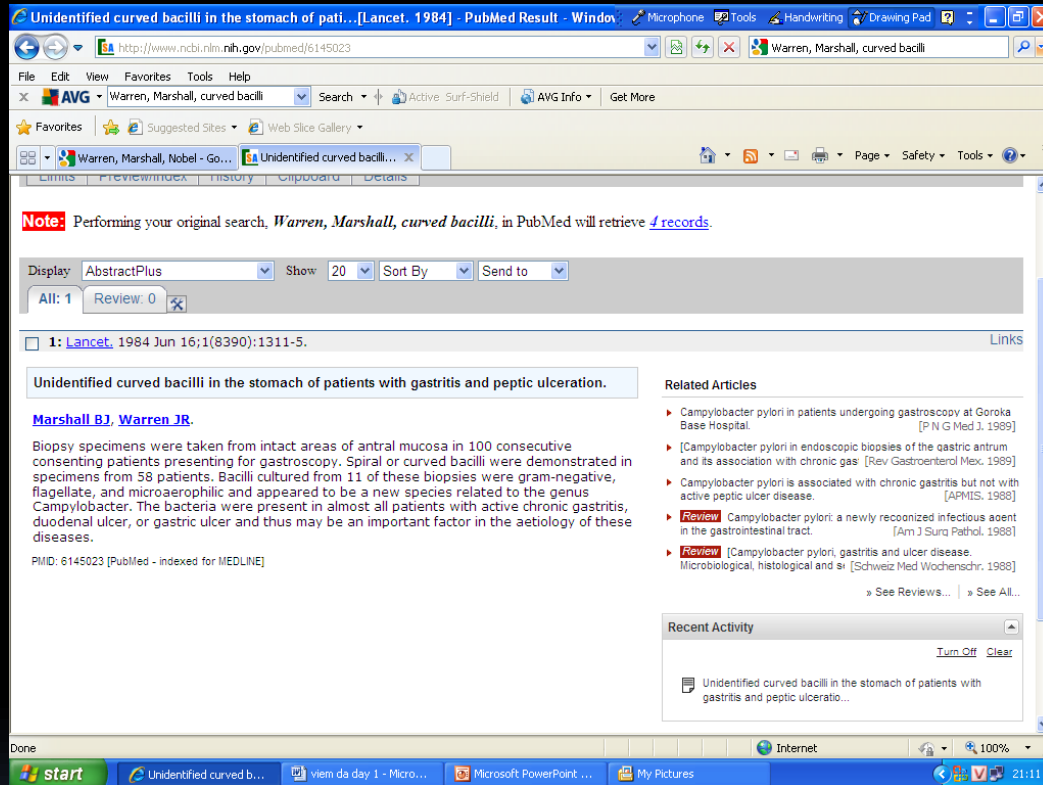 Unidentified curved bacilli in the stomach of pati...[Lancet. 1984] - PubMed Result - Window
Microphone Tools Handwriting Drawing Pad
http://www.ncbi.nlm.nih.gov/pubmed/6145023 Warren, Marshall, curved bacilli
File Edit View Favorites Tools Help
x AVG Warren, Marshall, curved bacilli Search Active Surf-Shield AVG Info Get More
Favorites Suggested Sites Web Slice Gallery
Warren, Marshall, Nobel - Go... SA Unidentified curved bacilli... x Page Safety Tools
Limits Preview/Index History Clipboard Details
Note: Performing your original search, Warren, Marshall, curved bacilli, in PubMed will retrieve 4 records.
Display AbstractPlus Show 20 Sort By Send to
All: 1 Review: 0
1: Lancet. 1984 Jun 16;1(8390):1311-5. Links
Unidentified curved bacilli in the stomach of patients with gastritis and peptic ulceration.
Marshall BJ, Warren JR.
Biopsy specimens were taken from intact areas of antral mucosa in 100 consecutive
consenting patients presenting for gastroscopy. Spiral or curved bacilli were demonstrated in
specimens from 58 patients. Bacilli cultured from 11 of these biopsies were gram-negative,
flagellate, and microaerophilic and appeared to be a new species related to the genus
Campylobacter. The bacteria were present in almost all patients with active chronic gastritis,
duodenal ulcer, or gastric ulcer and thus may be an important factor in the aetiology of these
diseases.
PMID: 6145023 [PubMed - indexed for MEDLINE]
Related Articles
Campylobacter pylori in patients undergoing gastroscopy at Goroka
Base Hospital. [P N G Med J. 1989]
[Campylobacter pylori in endoscopic biopsies of the gastric antrum
and its association with chronic gas [Rev Gastroenterol Mex. 1989]
Campylobacter pylori is associated with chronic gastritis but not with
active peptic ulcer disease. [APMIS. 1988]
Review Campylobacter pylori: a newly recognized infectious agent
in the gastrointestinal tract. [Am J Surg Pathol. 1988]
Review [Campylobacter pylori, gastritis and ulcer disease.
Microbiological, histological and se [Schweiz Med Wochenschr. 1988]
» See Reviews... | » See All...
Recent Activity
Turn Off Clear
Unidentified curved bacilli in the stomach of patients with
gastritis and peptic ulceratio...
Done Internet 100%
start Unidentified curved b... viem da day 1 - Micro... Microsoft PowerPoint ... My Pictures 21:11